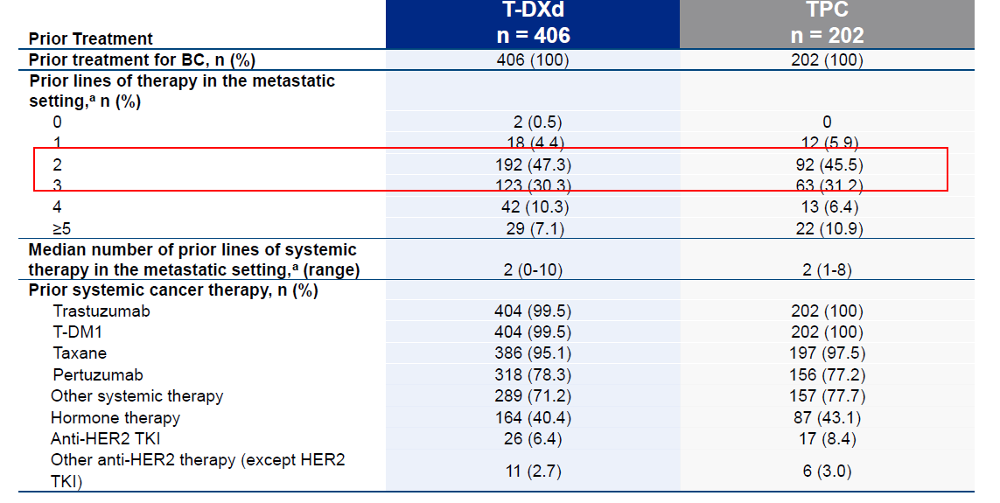 T-DXd TPC
Prior Treatment n = 406 n = 202
Prior treatment for BC, n (%) 406 (100) 202 (100)
Prior lines of therapy in the metastatic
setting,ᵃ n (%)
0 2 (0.5) 0
1 18 (4.4) 12 (5.9)
2 192 (47.3) 92 (45.5)
3 123 (30.3) 63 (31.2)
4 42 (10.3) 13 (6.4)
≥5 29 (7.1) 22 (10.9)
Median number of prior lines of systemic
therapy in the metastatic setting,ᵃ (range) 2 (0-10) 2 (1-8)
Prior systemic cancer therapy, n (%)
Trastuzumab 404 (99.5) 202 (100)
T-DM1 404 (99.5) 202 (100)
Taxane 386 (95.1) 197 (97.5)
Pertuzumab 318 (78.3) 156 (77.2)
Other systemic therapy 289 (71.2) 157 (77.7)
Hormone therapy 164 (40.4) 87 (43.1)
Anti-HER2 TKI 26 (6.4) 17 (8.4)
Other anti-HER2 therapy (except HER2
TKI) 11 (2.7) 6 (3.0)